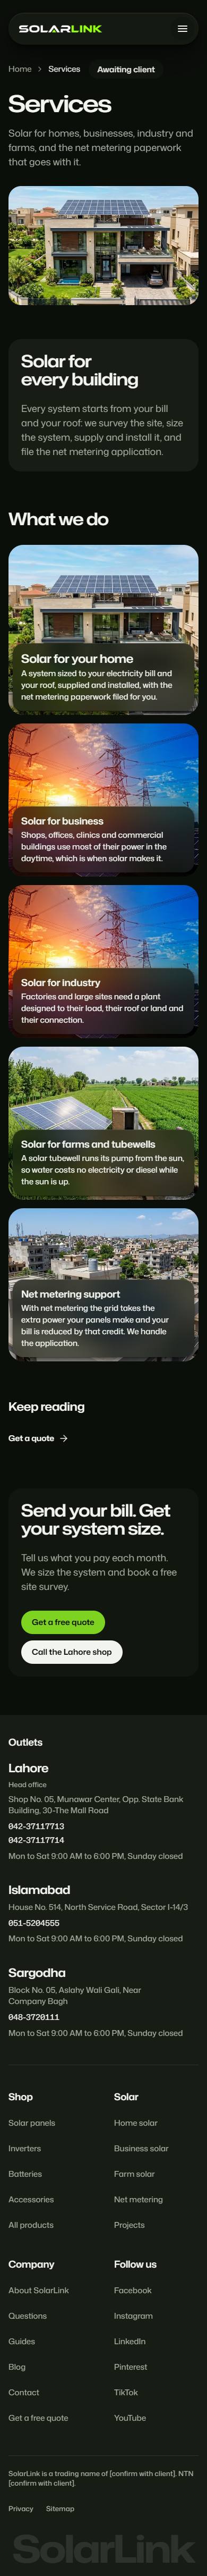 SOLARLINK
Home > Services
Awaiting client
Services
Solar for homes, businesses, industry and
farms, and the net metering paperwork
that goes with it.
Solar for
every building
Every system starts from your bill
and your roof: we survey the site, size
the system, supply and install it, and
file the net metering application.
What we do
Solar for your home
A system sized to your electricity bill and
your roof, supplied and installed, with the
net metering paperwork filed for you.
Solar for business
Shops, offices, clinics and commercial
buildings use most of their power in the
daytime, which is when solar makes it.
Solar for industry
Factories and large sites need a plant
designed to their load, their roof or land and
their connection.
Solar for farms and tubewells
A solar tubewell runs its pump from the sun,
so water costs no electricity or diesel while
the sun is up.
Net metering support
With net metering the grid takes the
extra power your panels make and your
bill is reduced by that credit. We handle
the application.
Keep reading
Get a quote →
Send your bill. Get
your system size.
Tell us what you pay each month.
We size the system and book a free
site survey.
Get a free quote
Call the Lahore shop
Outlets
Lahore
Head office
Shop No. 05, Munawar Center, Opp. State Bank
Building, 30-The Mall Road
042-37117713
042-37117714
Mon to Sat 9:00 AM to 6:00 PM, Sunday closed
Islamabad
House No. 514, North Service Road, Sector I-14/3
051-5204555
Mon to Sat 9:00 AM to 6:00 PM, Sunday closed
Sargodha
Block No. 05, Aslahy Wali Gali, Near
Company Bagh
048-3720111
Mon to Sat 9:00 AM to 6:00 PM, Sunday closed
Shop
Solar panels
Inverters
Batteries
Accessories
All products
Solar
Home solar
Business solar
Farm solar
Net metering
Projects
Company
About SolarLink
Questions
Guides
Blog
Contact
Get a free quote
Follow us
Facebook
Instagram
LinkedIn
Pinterest
TikTok
YouTube
SolarLink is a trading name of [confirm with client]. NTN
[confirm with client].
Privacy
Sitemap
SolarLink